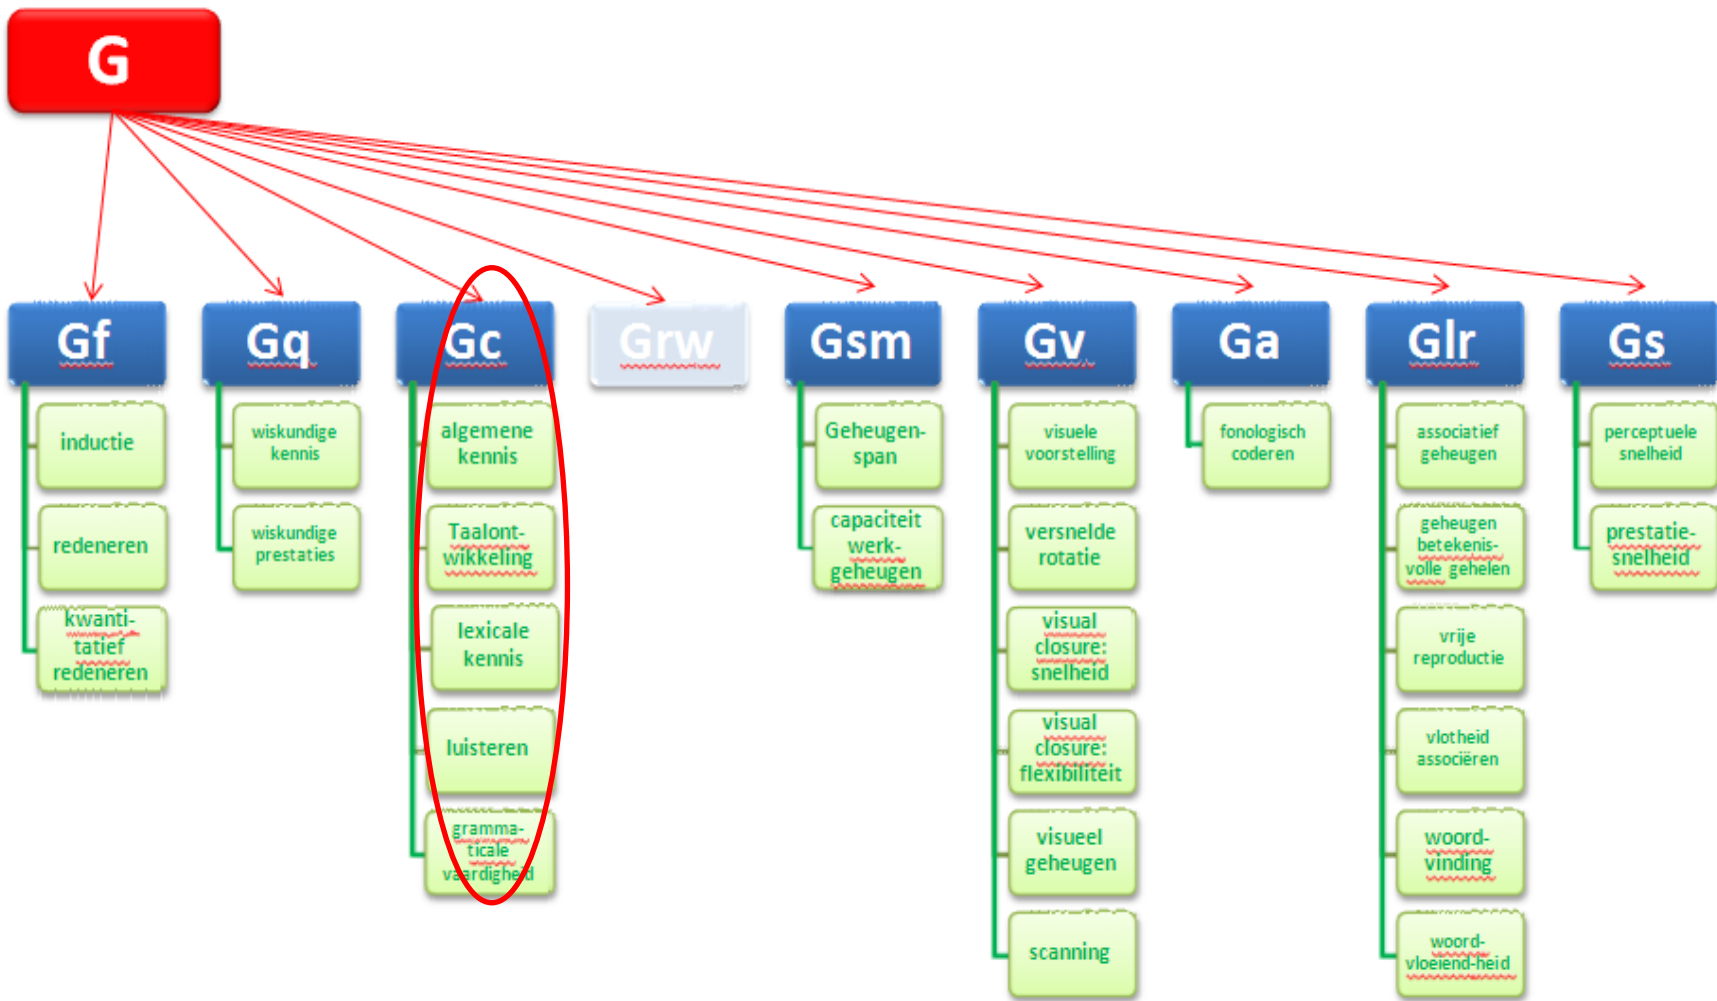 G
Gf
Gq
Gc
Grw
Gsm
Gv
Ga
Glr
Gs
inductie
redeneren
kwanti-
tatief
redeneren
wiskundige
kennis
wiskundige
prestaties
algemene
kennis
Taalont-
wikkeling
lexicale
kennis
luisteren
gramma-
ticale
vaardigheid
Geheugen-
span
capaciteit
werk-
geheugen
visuele
voorstelling
versnelde
rotatie
visual
closure:
snelheid
visual
closure:
flexibiliteit
visueel
geheugen
scanning
fonologisch
coderen
associatief
geheugen
geheugen
betekenis-
volle gehelen
vrije
reproductie
vlotheid
associëren
woord-
vinding
woord-
vloeiend-heid
perceptuele
snelheid
prestatie-
snelheid